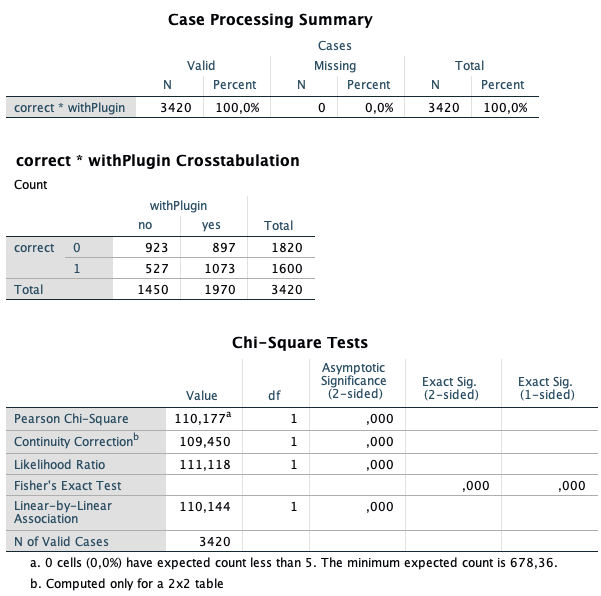 Case Processing Summary
Cases
Valid Missing Total
N Percent N Percent N Percent
correct * withPlugin 3420 100,0% 0 0,0% 3420 100,0%
correct * withPlugin Crosstabulation
Count
withPlugin
no yes Total
correct 0 923 897 1820
1 527 1073 1600
Total 1450 1970 3420
Chi-Square Tests
Value df Asymptotic Significance (2-sided) Exact Sig. (2-sided) Exact Sig. (1-sided)
Pearson Chi-Square 110,177a 1 ,000
Continuity Correctionb 109,450 1 ,000
Likelihood Ratio 111,118 1 ,000
Fisher's Exact Test ,000 ,000
Linear-by-Linear Association 110,144 1 ,000
N of Valid Cases 3420
a. 0 cells (0,0%) have expected count less than 5. The minimum expected count is 678,36.
b. Computed only for a 2x2 table